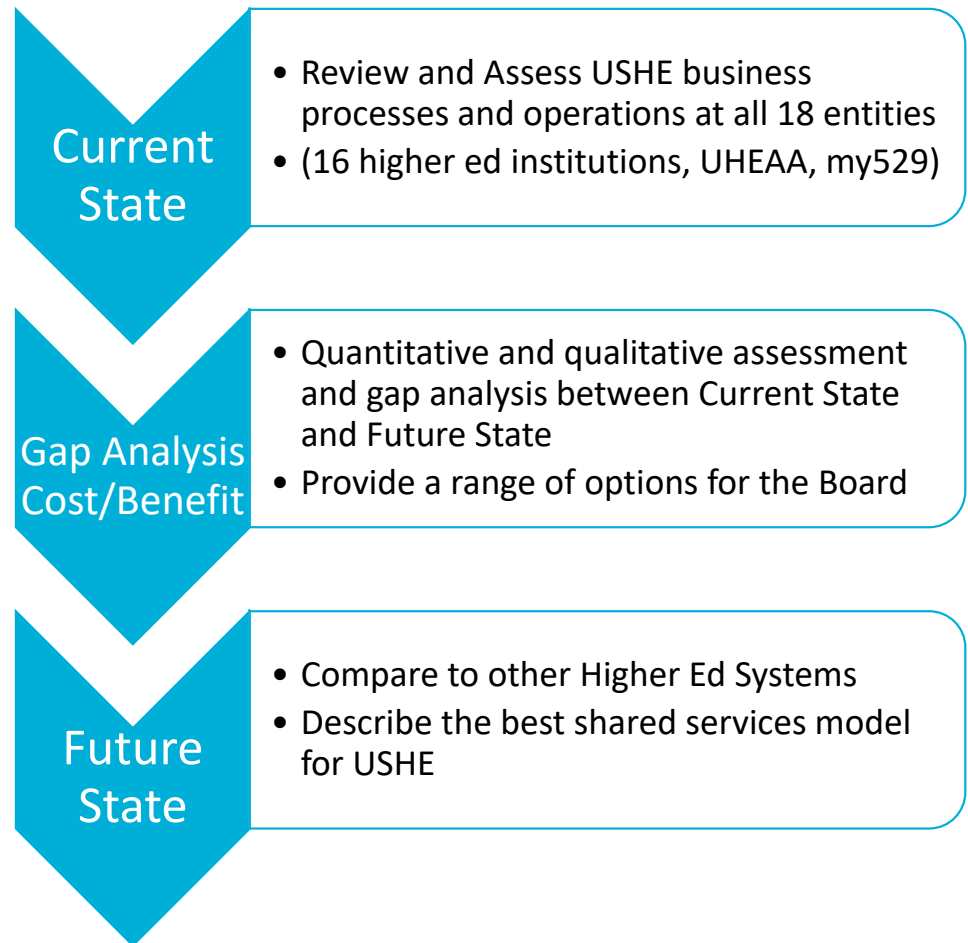 Current
State
• Review and Assess USHE business
processes and operations at all 18 entities
• (16 higher ed institutions, UHEAA, my529)
Gap Analysis
Cost/Benefit
• Quantitative and qualitative assessment
and gap analysis between Current State
and Future State
• Provide a range of options for the Board
Future
State
• Compare to other Higher Ed Systems
• Describe the best shared services model
for USHE